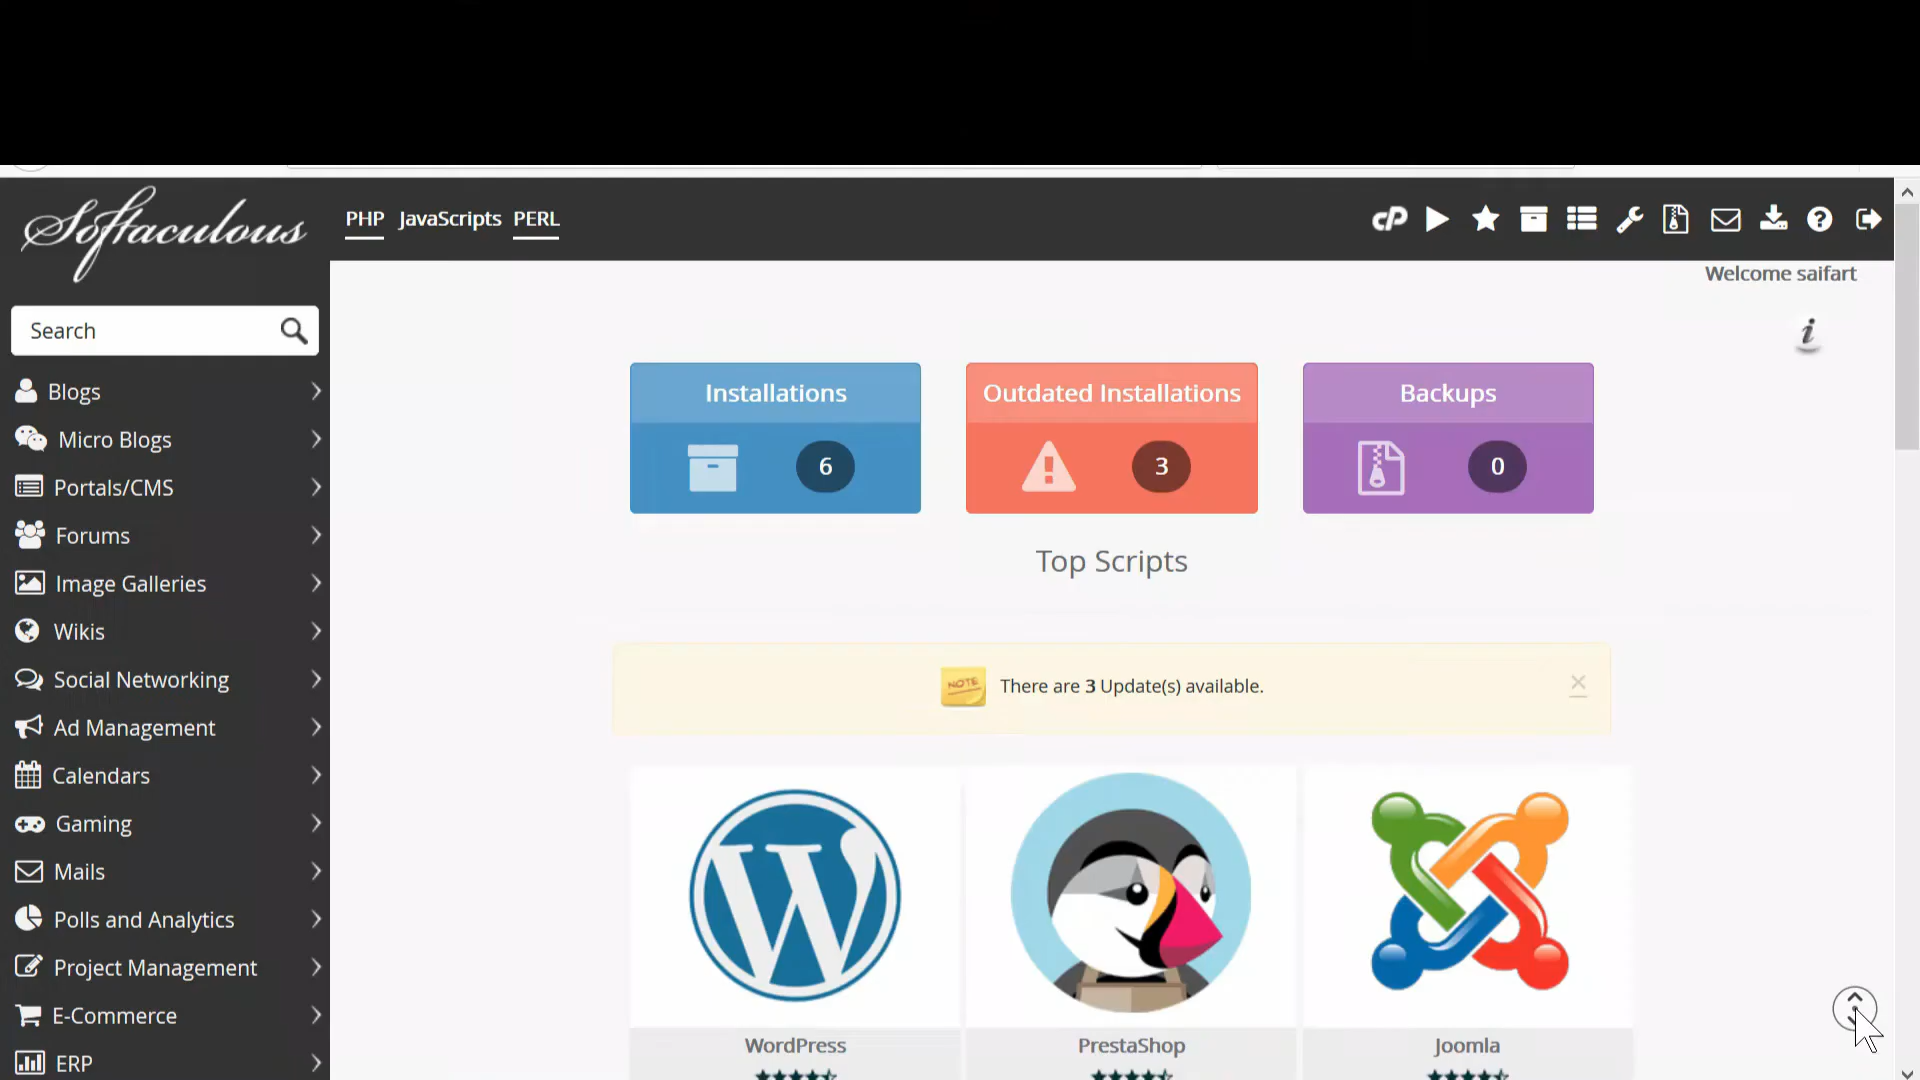 Softaculous
PHP JavaScripts PERL
cP
Welcome saifart
Search
i
Blogs
Micro Blogs
Portals/CMS
Forums
Image Galleries
Wikis
Social Networking
Ad Management
Calendars
Gaming
Mails
Polls and Analytics
Project Management
E-Commerce
ERP
Installations
6
Outdated Installations
3
Backups
0
Top Scripts
NOTE There are 3 Update(s) available.
WordPress
PrestaShop
Joomla